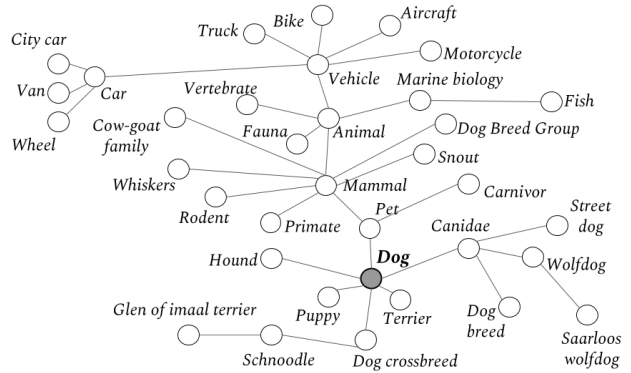 Aircraft
Bike
Truck
City car
Motorcycle
Vehicle
Marine biology
Van
Car
Vertebrate
Fish
Cow-goat
family
Fauna
Animal
Dog Breed Group
Wheel
Snout
Whiskers
Mammal
Carnivor
Rodent
Primate
Pet
Street
dog
Canidae
Hound
Dog
Wolfdog
Glen of imaal terrier
Puppy
Terrier
Dog
breed
Saarloos
wolfdog
Schnoodle
Dog crossbreed